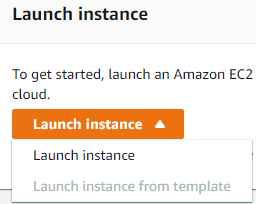 Launch instance
To get started, launch an Amazon EC2
cloud.
Launch instance
Launch instance
Launch instance from template